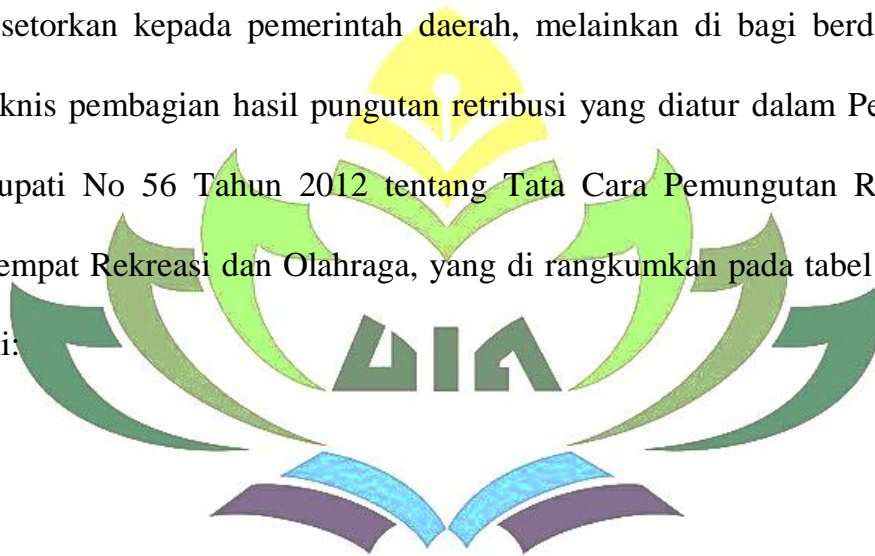 setorkan kepada pemerintah daerah, melainkan di bagi berd
knis pembagian hasil pungutan retribusi yang diatur dalam Pe
upati No 56 Tahun 2012 tentang Tata Cara Pemungutan R
empat Rekreasi dan Olahraga, yang di rangkumkan pada tabel
i:
UIN